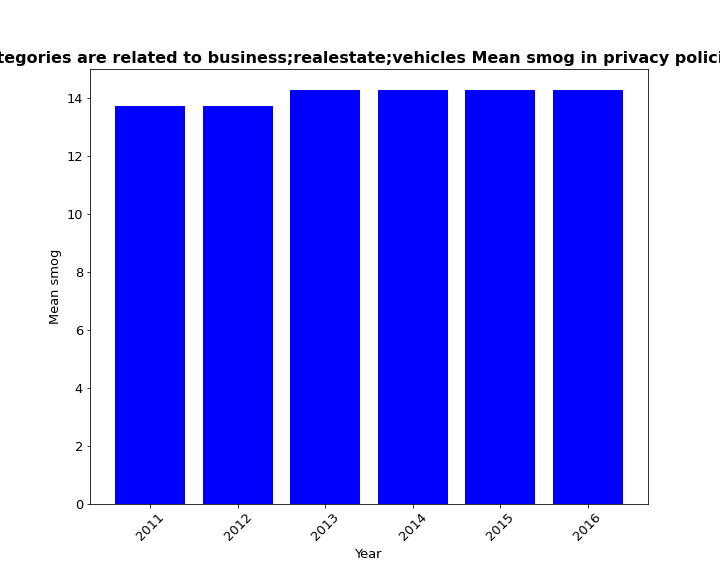 tegories are related to business;realestate;vehicles Mean smog in privacy polici
14
12
10
8
6
4
2
0
Mean smog
2011 2012 2013 2014 2015 2016
Year